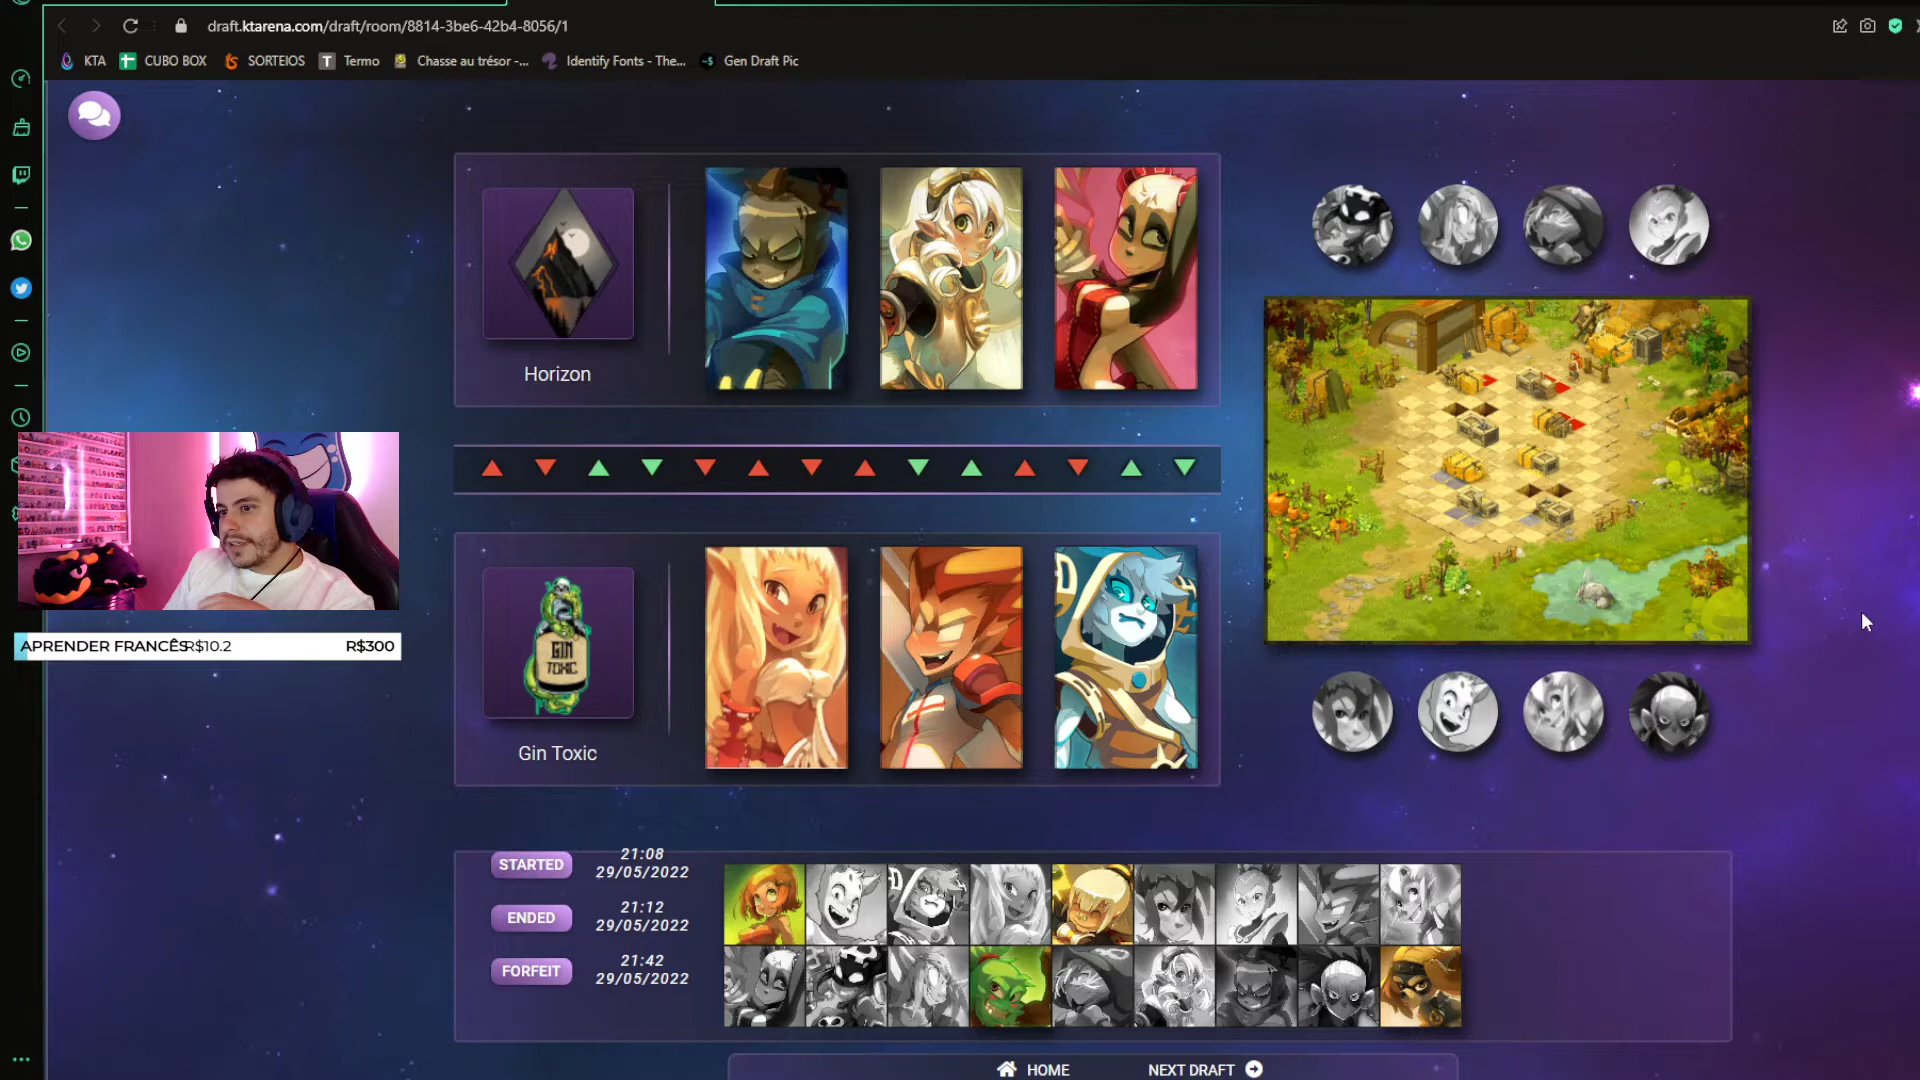 draft.ktarena.com/draft/room/8814-3be6-42b4-8056/1
KTA
CUBO BOX
SORTEIOS
T
Termo
Chasse au trésor -...
Identify Fonts - The...
~$
Gen Draft Pic
Horizon
APRENDER FRANCÊS R$10.2 R$300
GIN
TOXIC
Gin Toxic
STARTED
21:08
29/05/2022
ENDED
21:12
29/05/2022
FORFEIT
21:42
29/05/2022
HOME
NEXT DRAFT